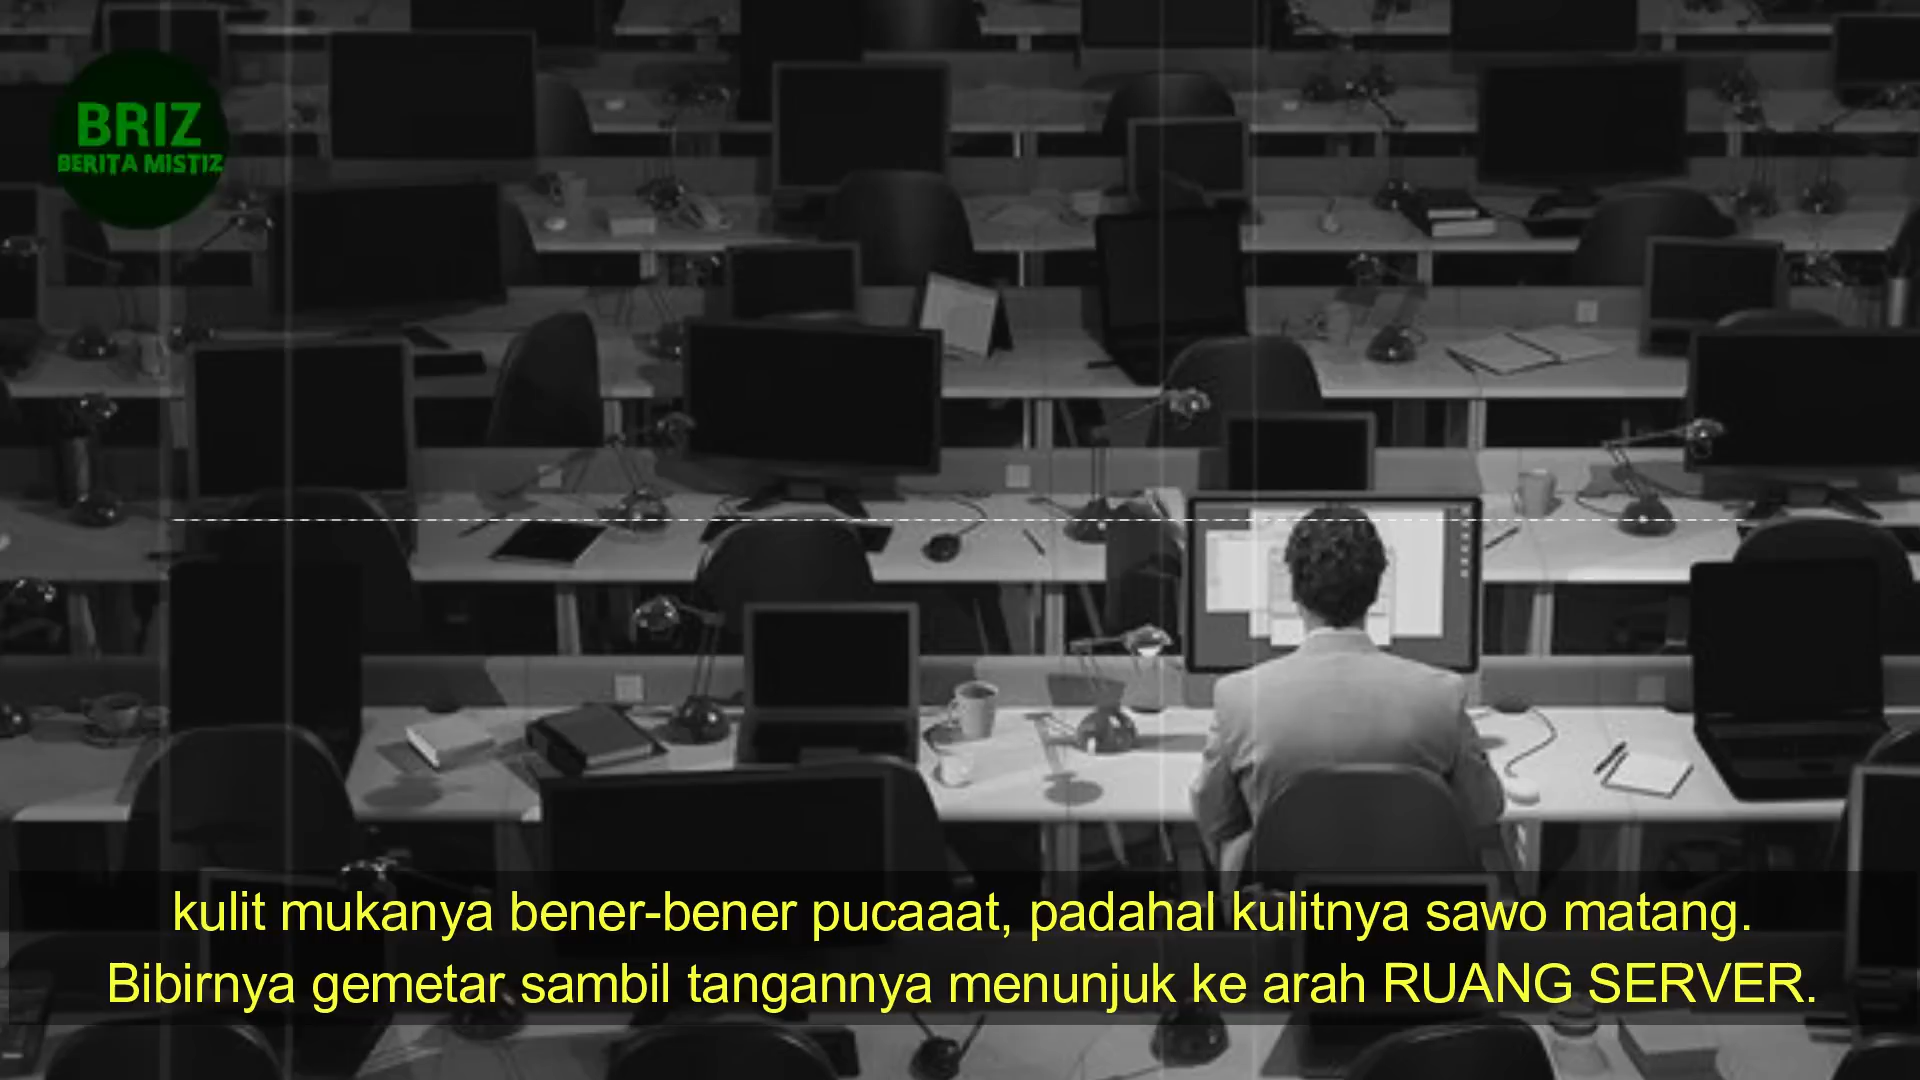 BRIZ
BERITA MISTIZ
kulit mukanya bener-bener pucaaat, padahal kulitnya sawo matang.
Bibirnya gemetar sambil tangannya menunjuk ke arah RUANG SERVER.